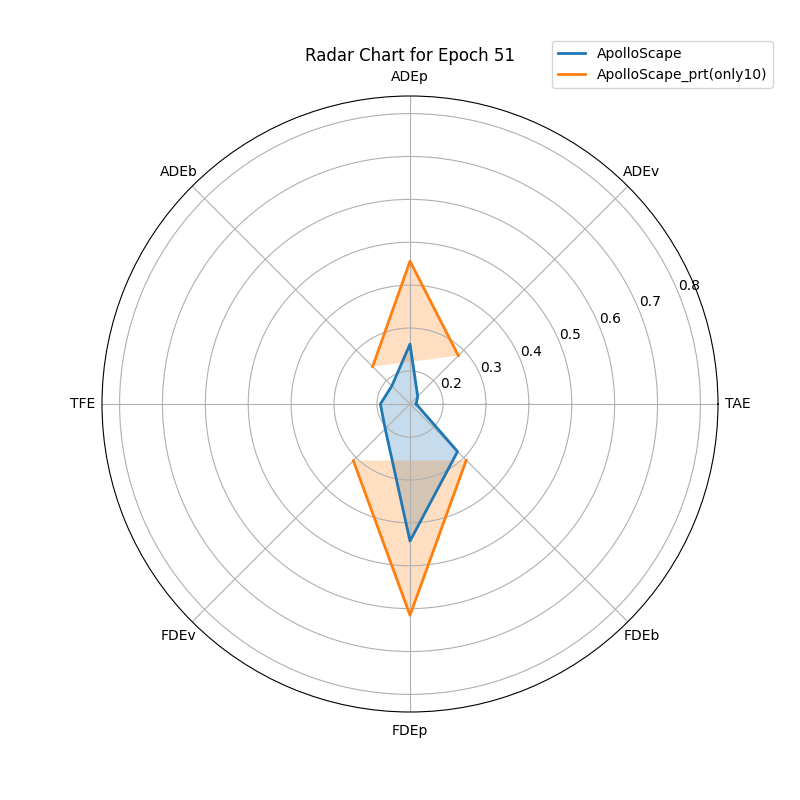 Radar Chart for Epoch 51
ApolloScape
ApolloScape_prt(only10)
ADEp
ADEb
ADEv
0.8
0.7
0.6
0.5
0.4
0.3
0.2
TFE
TAE
FDEv
FDEb
FDEp